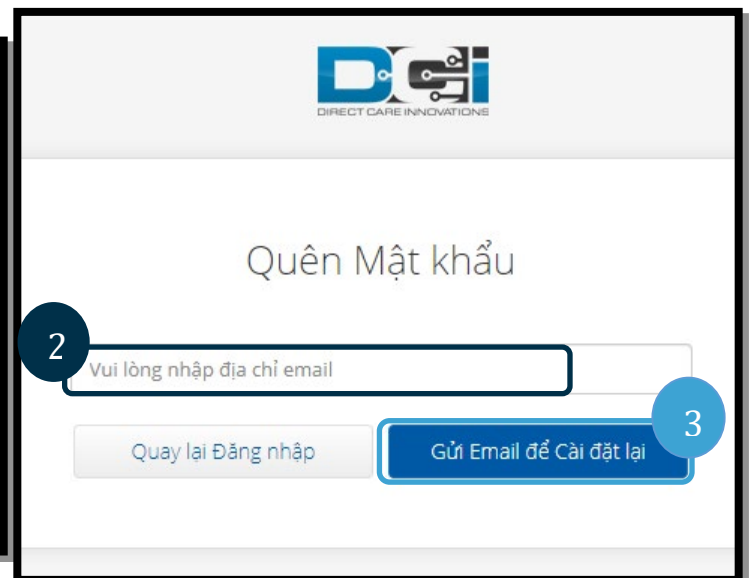 DCi
DIRECT CARE INNOVATIONS
Quên Mật khẩu
2
Vui lòng nhập địa chỉ email
3
Quay lại Đăng nhập
Gửi Email để Cài đặt lại